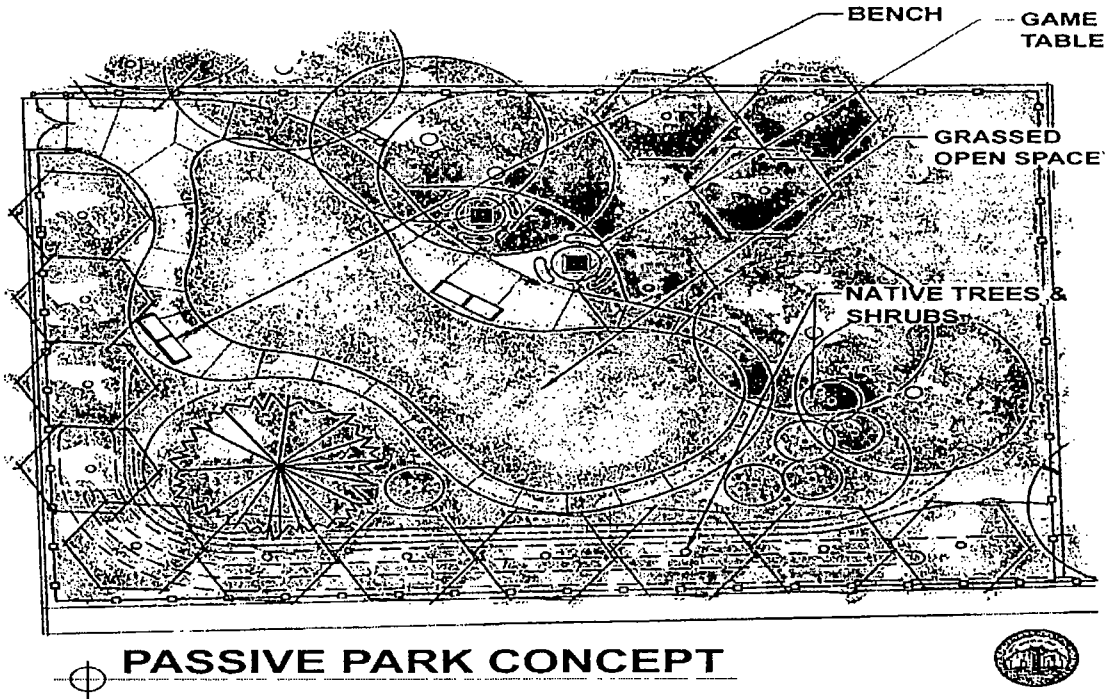 BENCH
GAME
TABLE
GRASSED
OPEN SPACE
NATIVE TREES &
SHRUBS
PASSIVE PARK CONCEPT